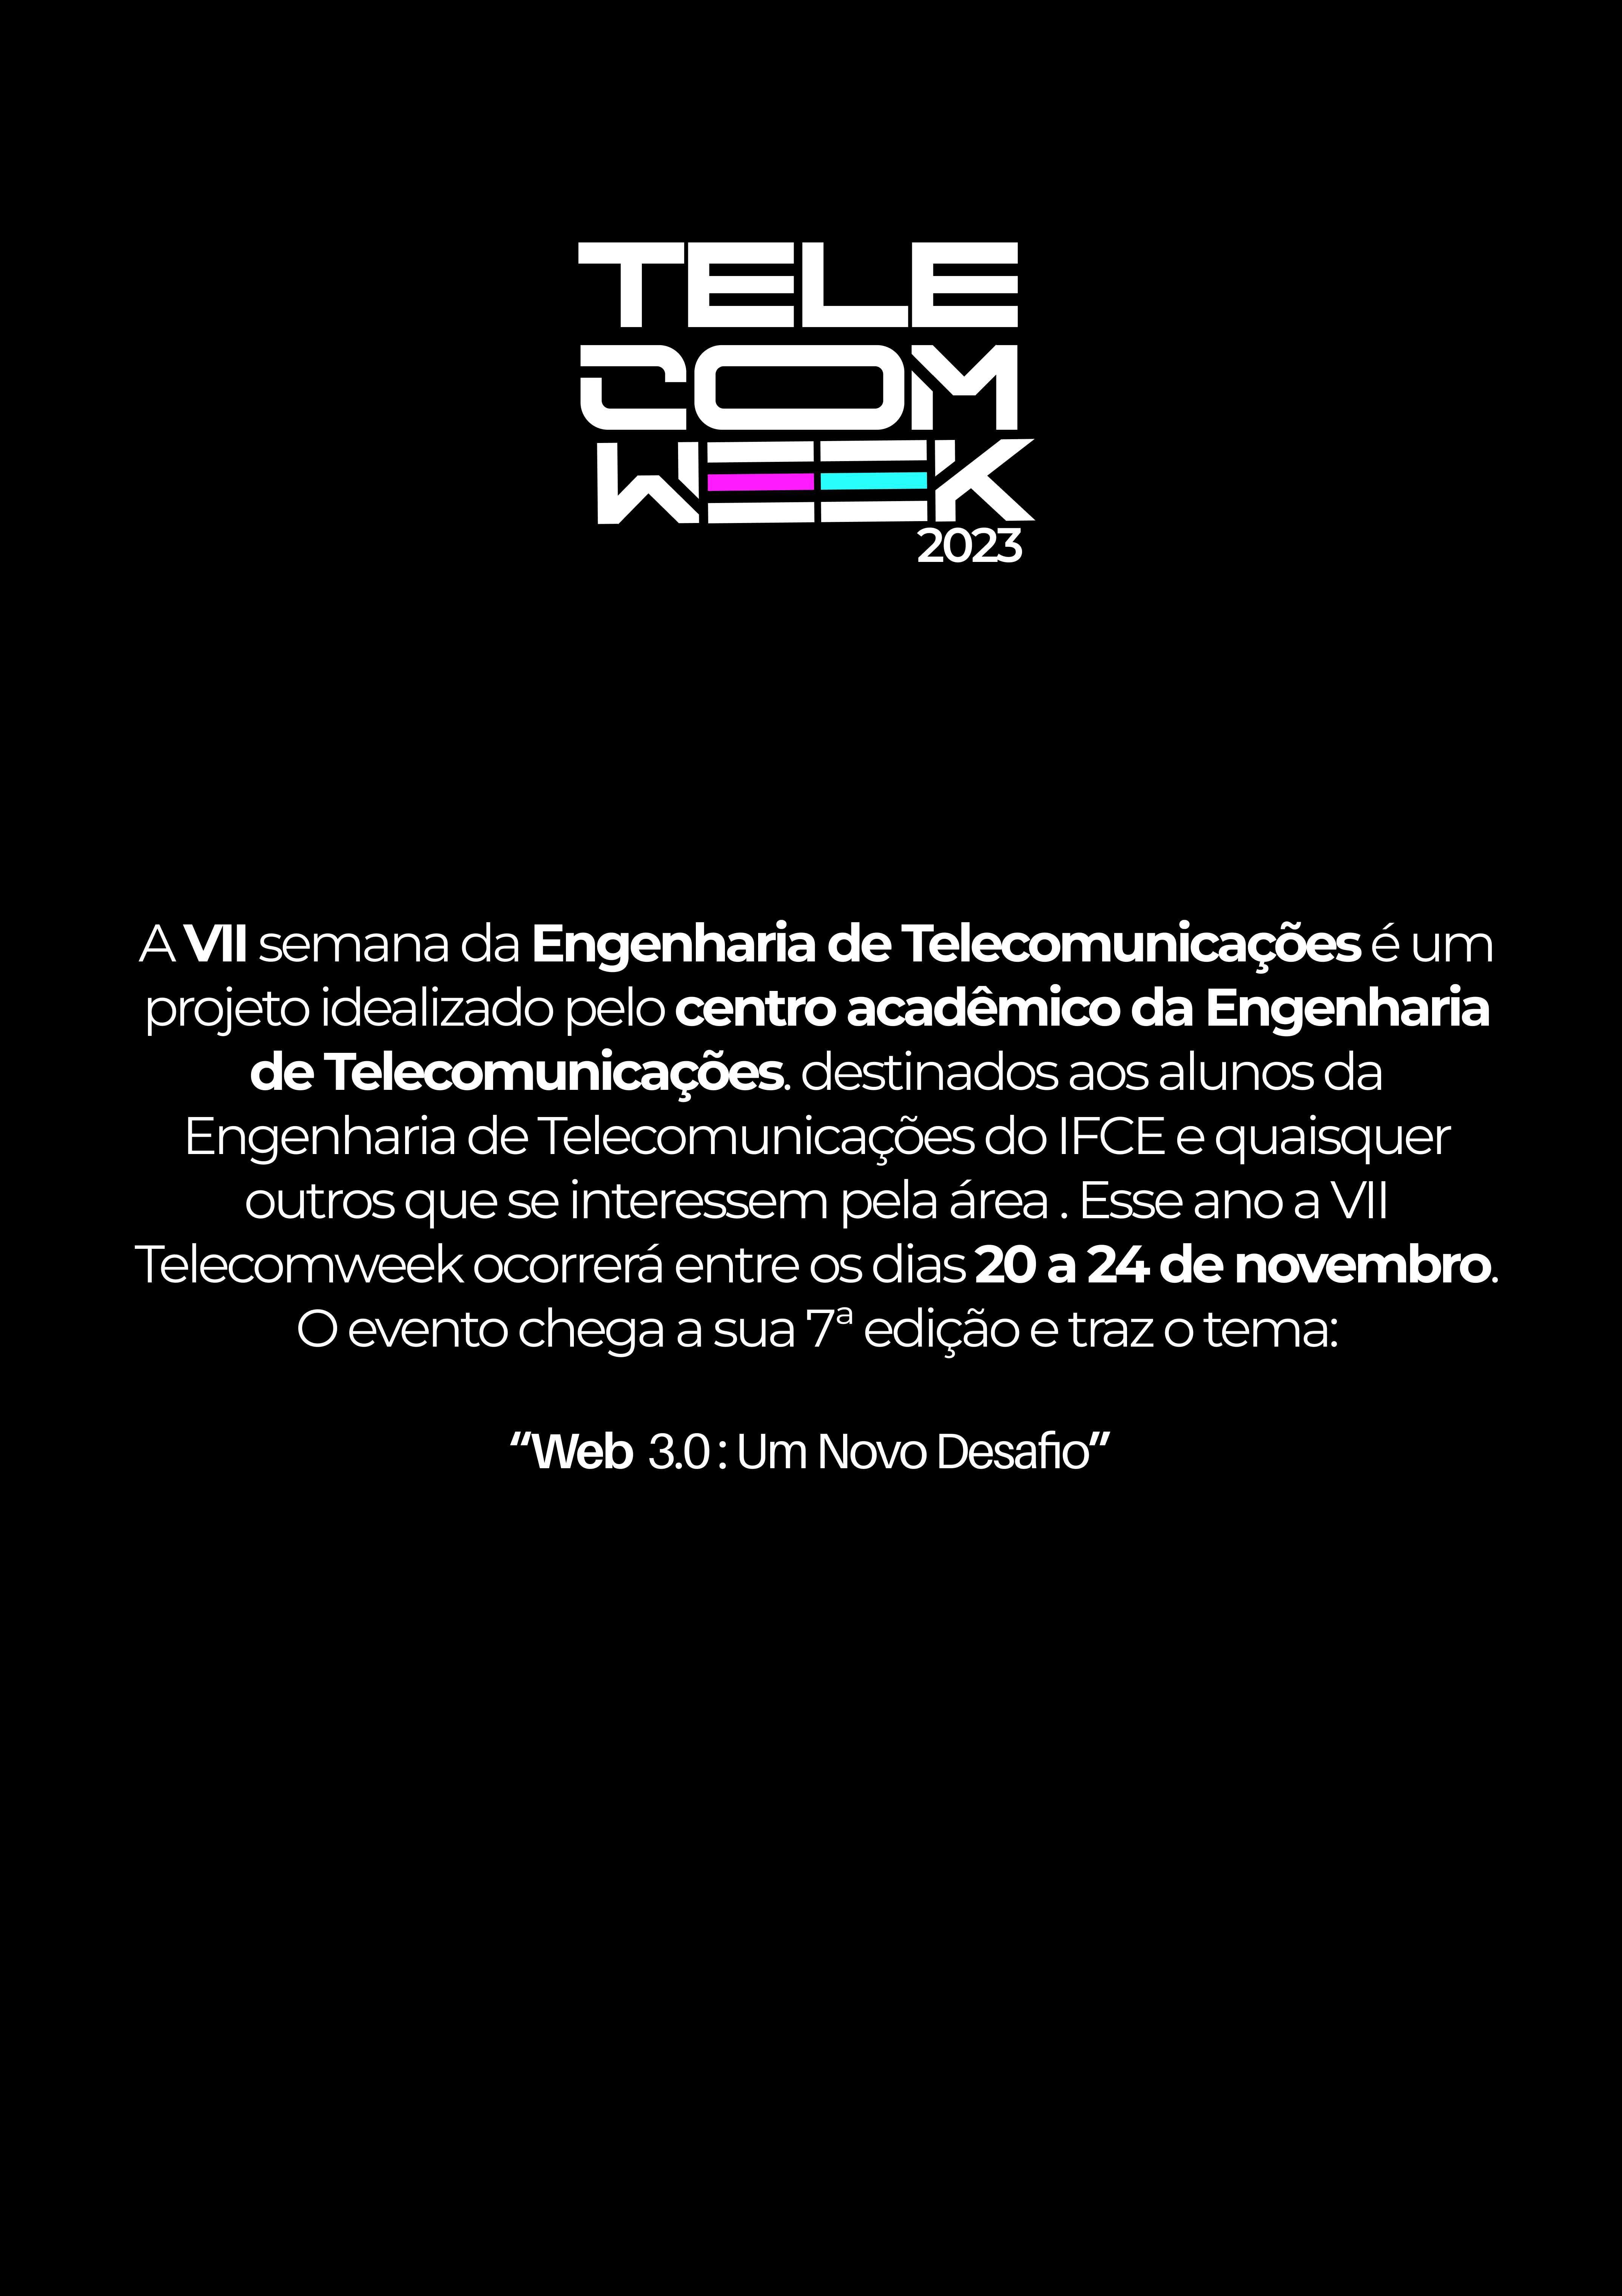 TELE
COM
WEEK
2023
A VII semana da Engenharia de Telecomunicações é um
projeto idealizado pelo centro acadêmico da Engenharia
de Telecomunicações. destinados aos alunos da
Engenharia de Telecomunicações do IFCE e quaisquer
outros que se interessem pela área . Esse ano a VII
Telecomweek ocorrerá entre os dias 20 a 24 de novembro.
O evento chega a sua 7ª edição e traz o tema:
“Web 3.0 : Um Novo Desafio”